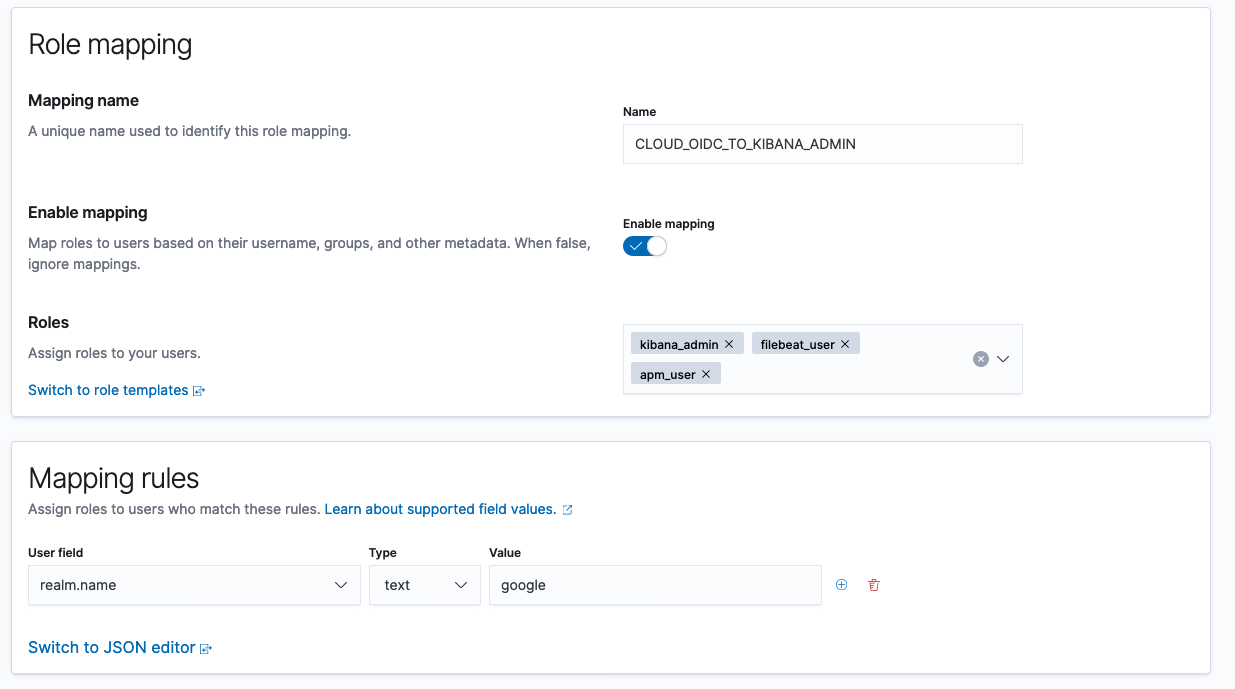 Role mapping
Mapping name
A unique name used to identify this role mapping.
Name
CLOUD_OIDC_TO_KIBANA_ADMIN
Enable mapping
Map roles to users based on their username, groups, and other metadata. When false,
ignore mappings.
Enable mapping
Roles
Assign roles to your users.
Switch to role templates
kibana_admin
filebeat_user
apm_user
Mapping rules
Assign roles to users who match these rules. Learn about supported field values.
User field
Type
Value
realm.name
text
google
Switch to JSON editor